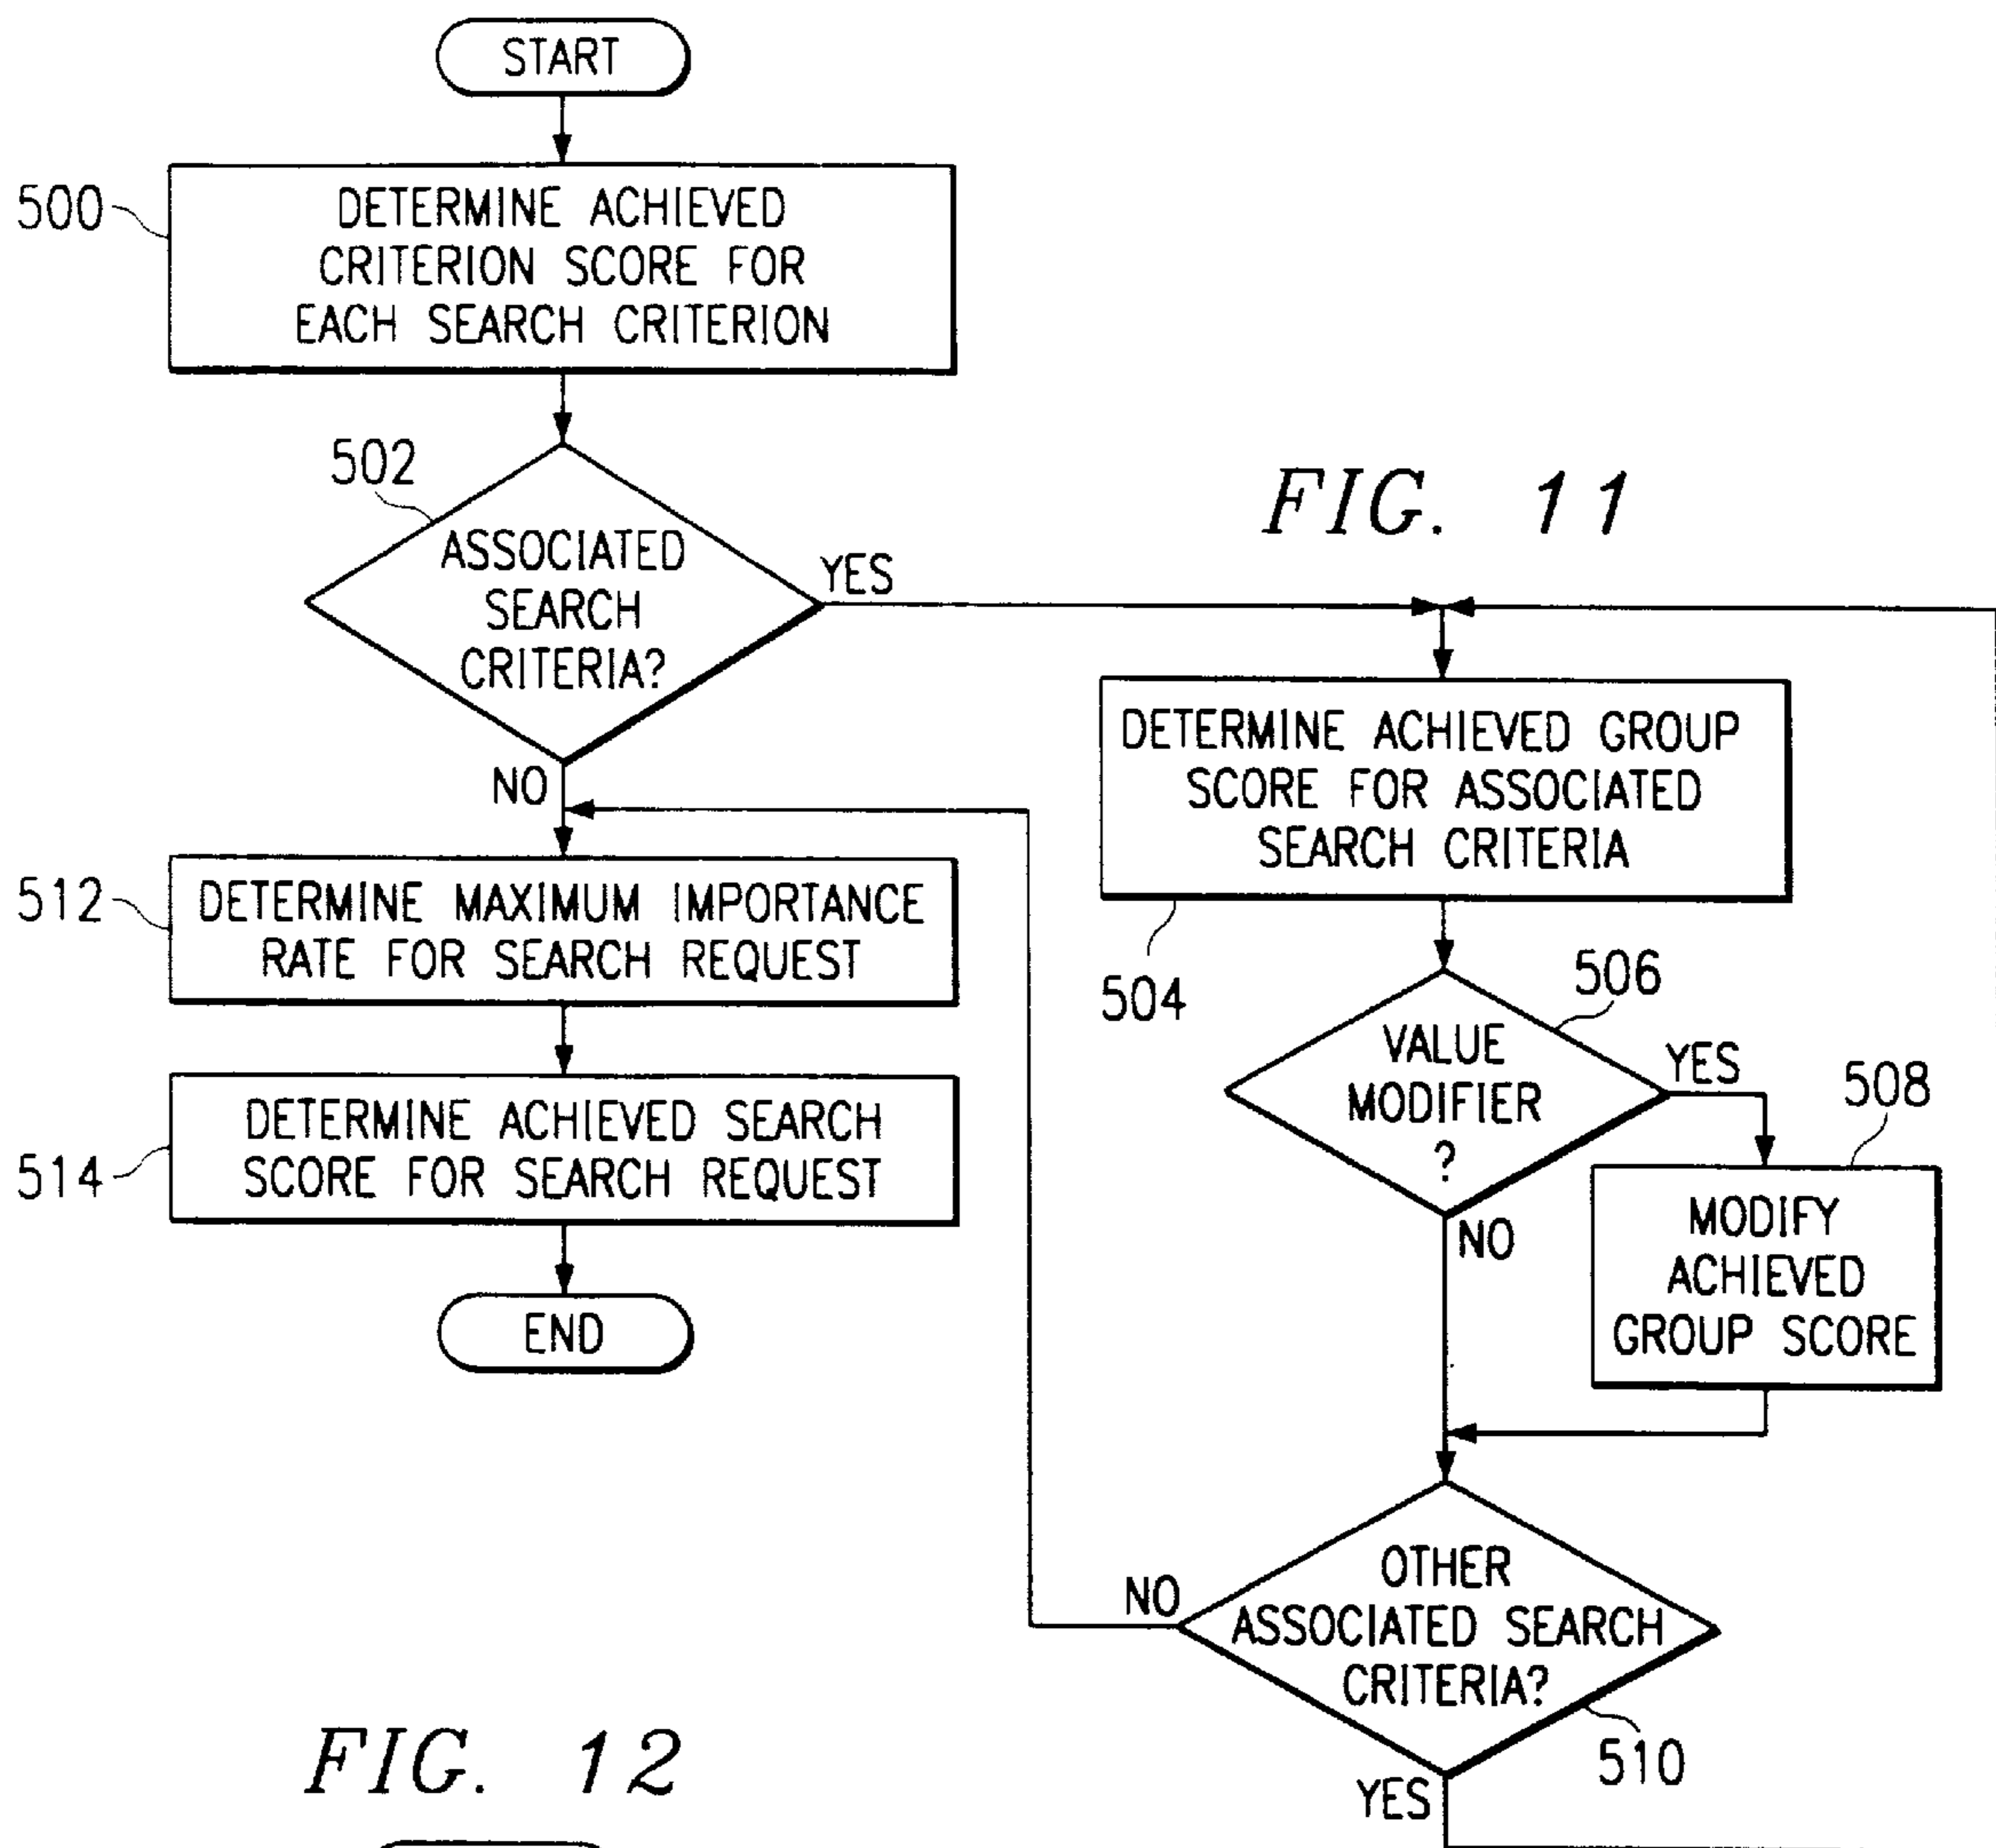 START
500
DETERMINE ACHIEVED
CRITERION SCORE FOR
EACH SEARCH CRITERION
502
ASSOCIATED
SEARCH
CRITERIA?
YES
NO
FIG. 11
DETERMINE ACHIEVED GROUP
SCORE FOR ASSOCIATED
SEARCH CRITERIA
504
506
VALUE
MODIFIER
?
YES
NO
508
MODIFY
ACHIEVED
GROUP SCORE
OTHER
ASSOCIATED SEARCH
CRITERIA?
510
NO
YES
512
DETERMINE MAXIMUM IMPORTANCE
RATE FOR SEARCH REQUEST
514
DETERMINE ACHIEVED SEARCH
SCORE FOR SEARCH REQUEST
END
FIG. 12